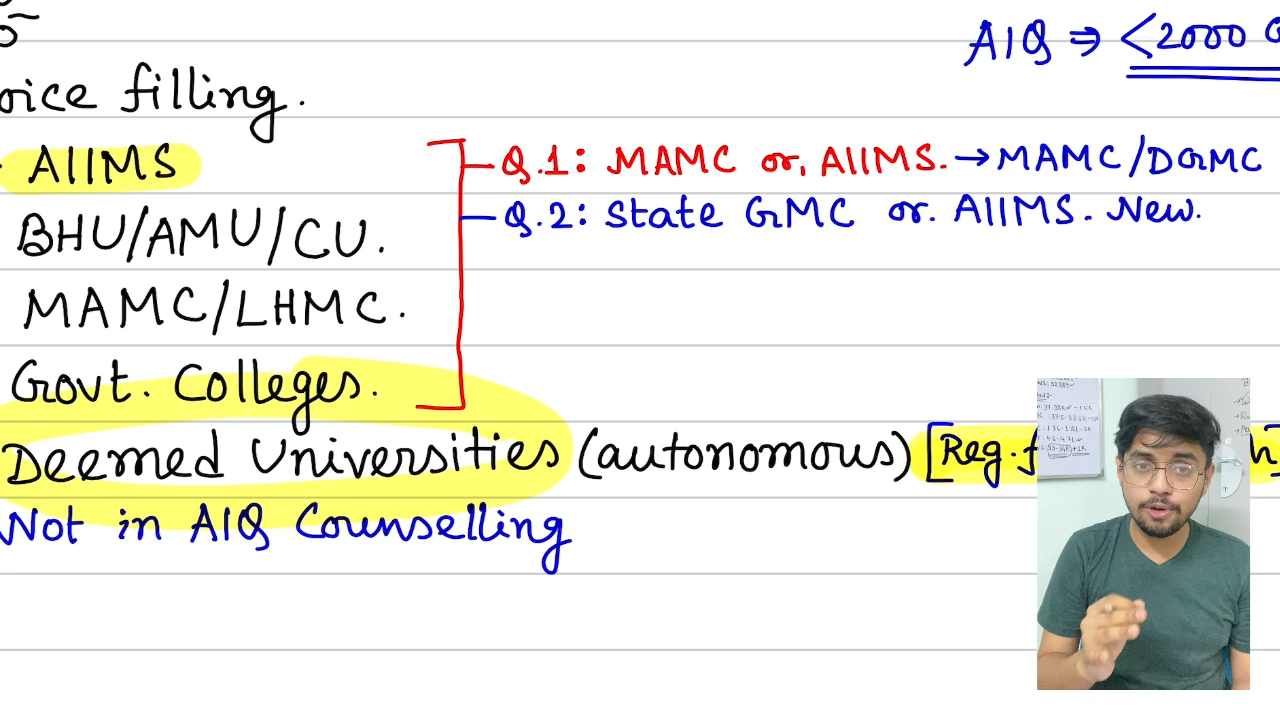 AIQ ⇒ <2000
oice filling.
AIIMS
Q.1: MAMC or, AIIMS. → MAMC/DGMC
BHU/AMU/CU.
Q.2: State GMC or. AIIMS. New.
MAMC/LHMC.
Govt. Colleges.
Deemed Universities (autonomous) [Reg. f h]
Not in AIQ Counselling